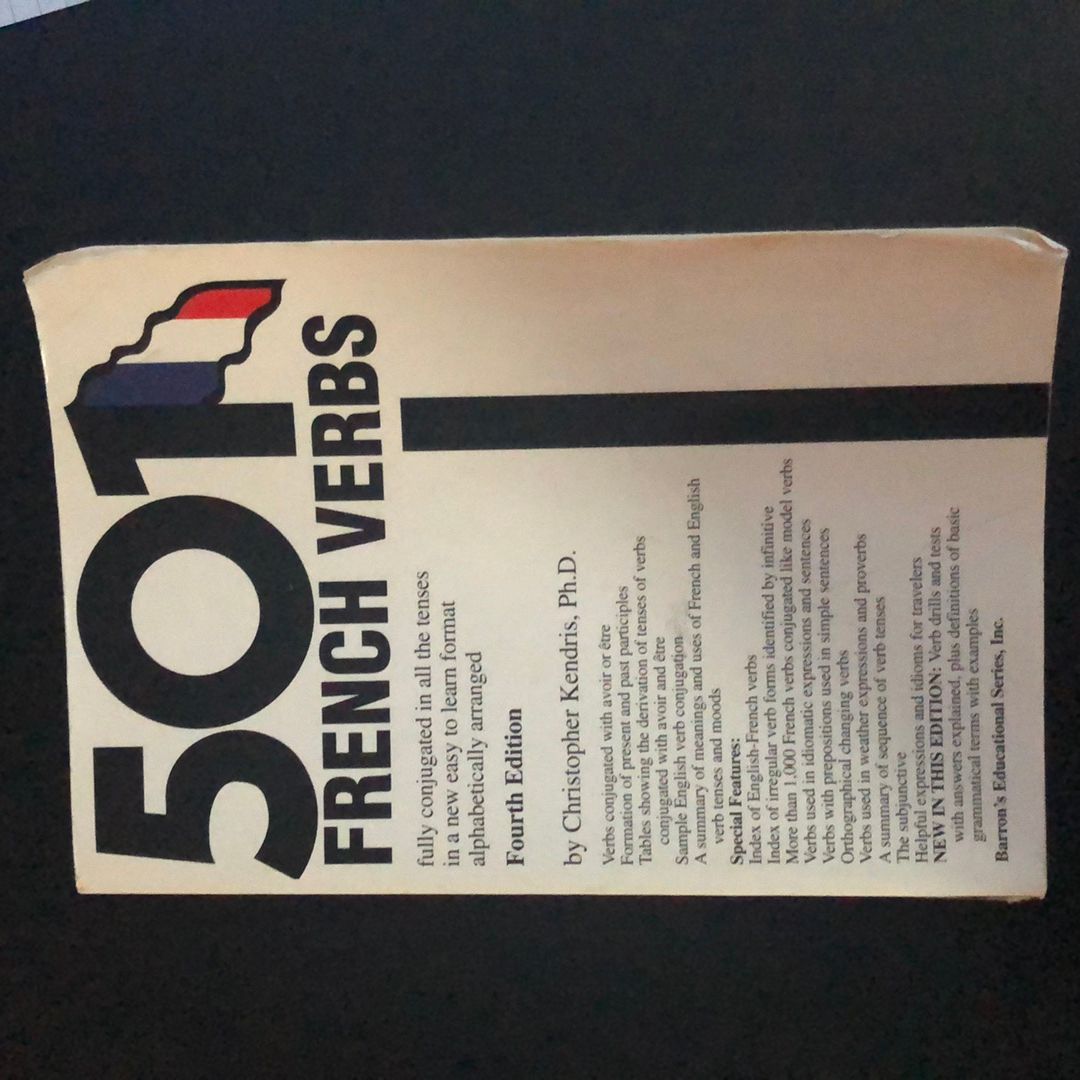 501
FRENCH VERBS
fully conjugated in all the tenses
in a new easy to learn format
alphabetically arranged
Fourth Edition
by Christopher Kendris, Ph.D.
Verbs conjugated with avoir or être
Formation of present and past participles
Tables showing the derivation of tenses of verbs
conjugated with avoir and être
Sample English verb conjugation
A summary of meanings and uses of French and English
verb tenses and moods
Special Features:
Index of English-French verbs
Index of irregular verb forms identified by infinitive
More than 1,000 French verbs conjugated like model verbs
Verbs used in idiomatic expressions and sentences
Verbs with prepositions used in simple sentences
Orthographical changing verbs
Verbs used in weather expressions and proverbs
A summary of sequence of verb tenses
The subjunctive
Helpful expressions and idioms for travelers
NEW IN THIS EDITION: Verb drills and tests
with answers explained, plus definitions of basic
grammatical terms with examples
Barron's Educational Series, Inc.